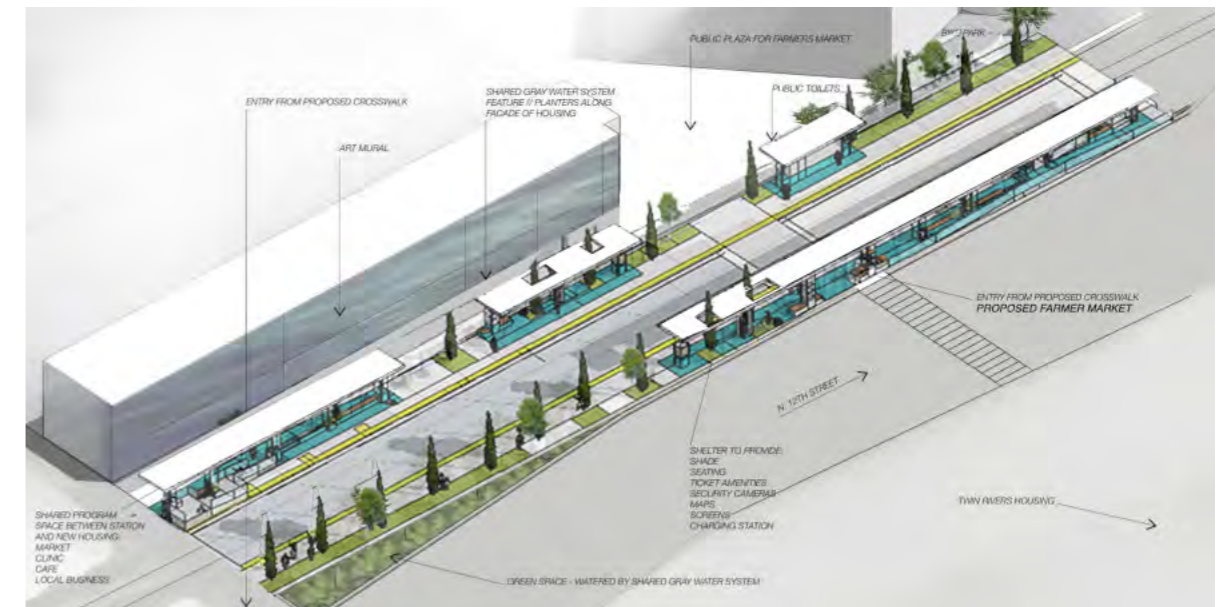 PUBLIC PLAZA FOR FARMERS MARKET
PUBLIC TOILETS
ENTRY FROM PROPOSED CROSSWALK
SHARED GRAY WATER SYSTEM
FEATURE // PLANTERS ALONG
FACADE OF HOUSING
ART MURAL
ENTRY FROM PROPOSED CROSSWALK
PROPOSED FARMER MARKET
N. 12TH STREET
SHELTER TO PROVIDE:
SHADE
SEATING
TICKET AMENITIES
SECURITY CAMERAS
MAPS
SCREENS
CHARGING STATION
TWIN RIVERS HOUSING
SHARED PROGRAM
SPACE BETWEEN STATION
AND NEW HOUSING:
MARKET
CLINIC
CAFE
LOCAL BUSINESS
GREEN SPACE - WATERED BY SHARED GRAY WATER SYSTEM